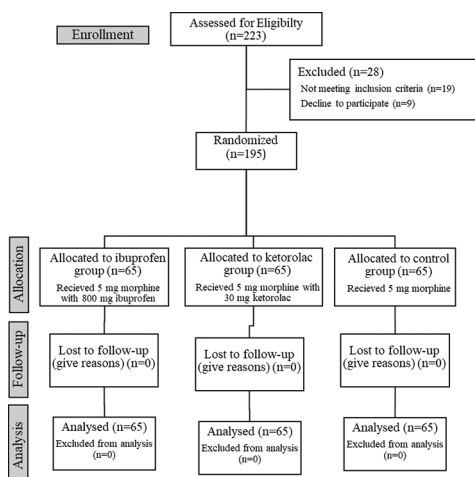 Enrollment
Assessed for Eligibilty
(n=223)
Excluded (n=28)
Not meeting inclusion criteria (n=19)
Decline to participate (n=9)
Randomized
(n=195)
Allocation
Allocated to ibuprofen
group (n=65)
Recieved 5 mg morphine
with 800 mg ibuprofen
Allocated to ketorolac
group (n=65)
Recieved 5 mg morphine with
30 mg ketorolac
Allocated to control
group (n=65)
Recieved 5 mg morphine
Follow-up
Lost to follow-up
(give reasons) (n=0)
Lost to follow-up
(give reasons) (n=0)
Lost to follow-up
(give reasons) (n=0)
Analysis
Analysed (n=65)
Excluded from analysis
(n=0)
Analysed (n=65)
Excluded from analysis
(n=0)
Analysed (n=65)
Excluded from analysis
(n=0)